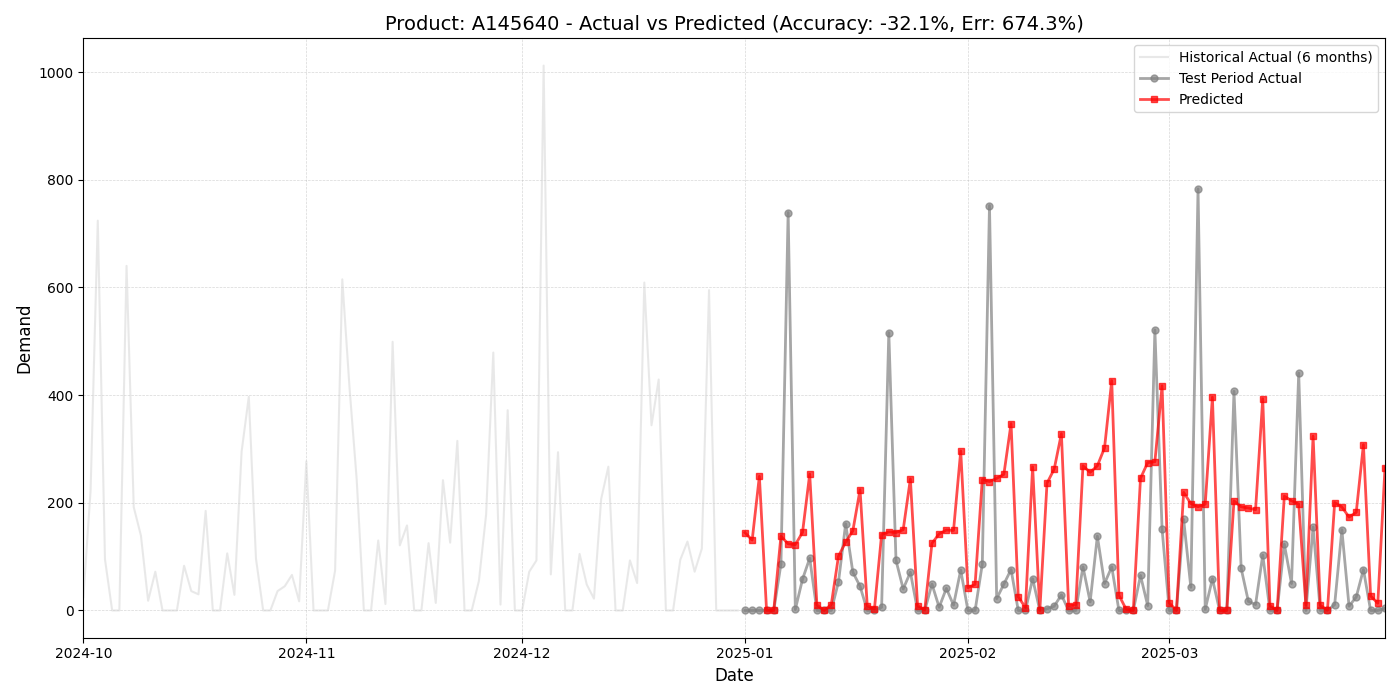 Product: A145640 - Actual vs Predicted (Accuracy: -32.1%, Err: 674.3%)
Historical Actual (6 months)
Test Period Actual
Predicted
Demand
1000
800
600
400
200
0
2024-10
2024-11
2024-12
2025-01
2025-02
2025-03
Date